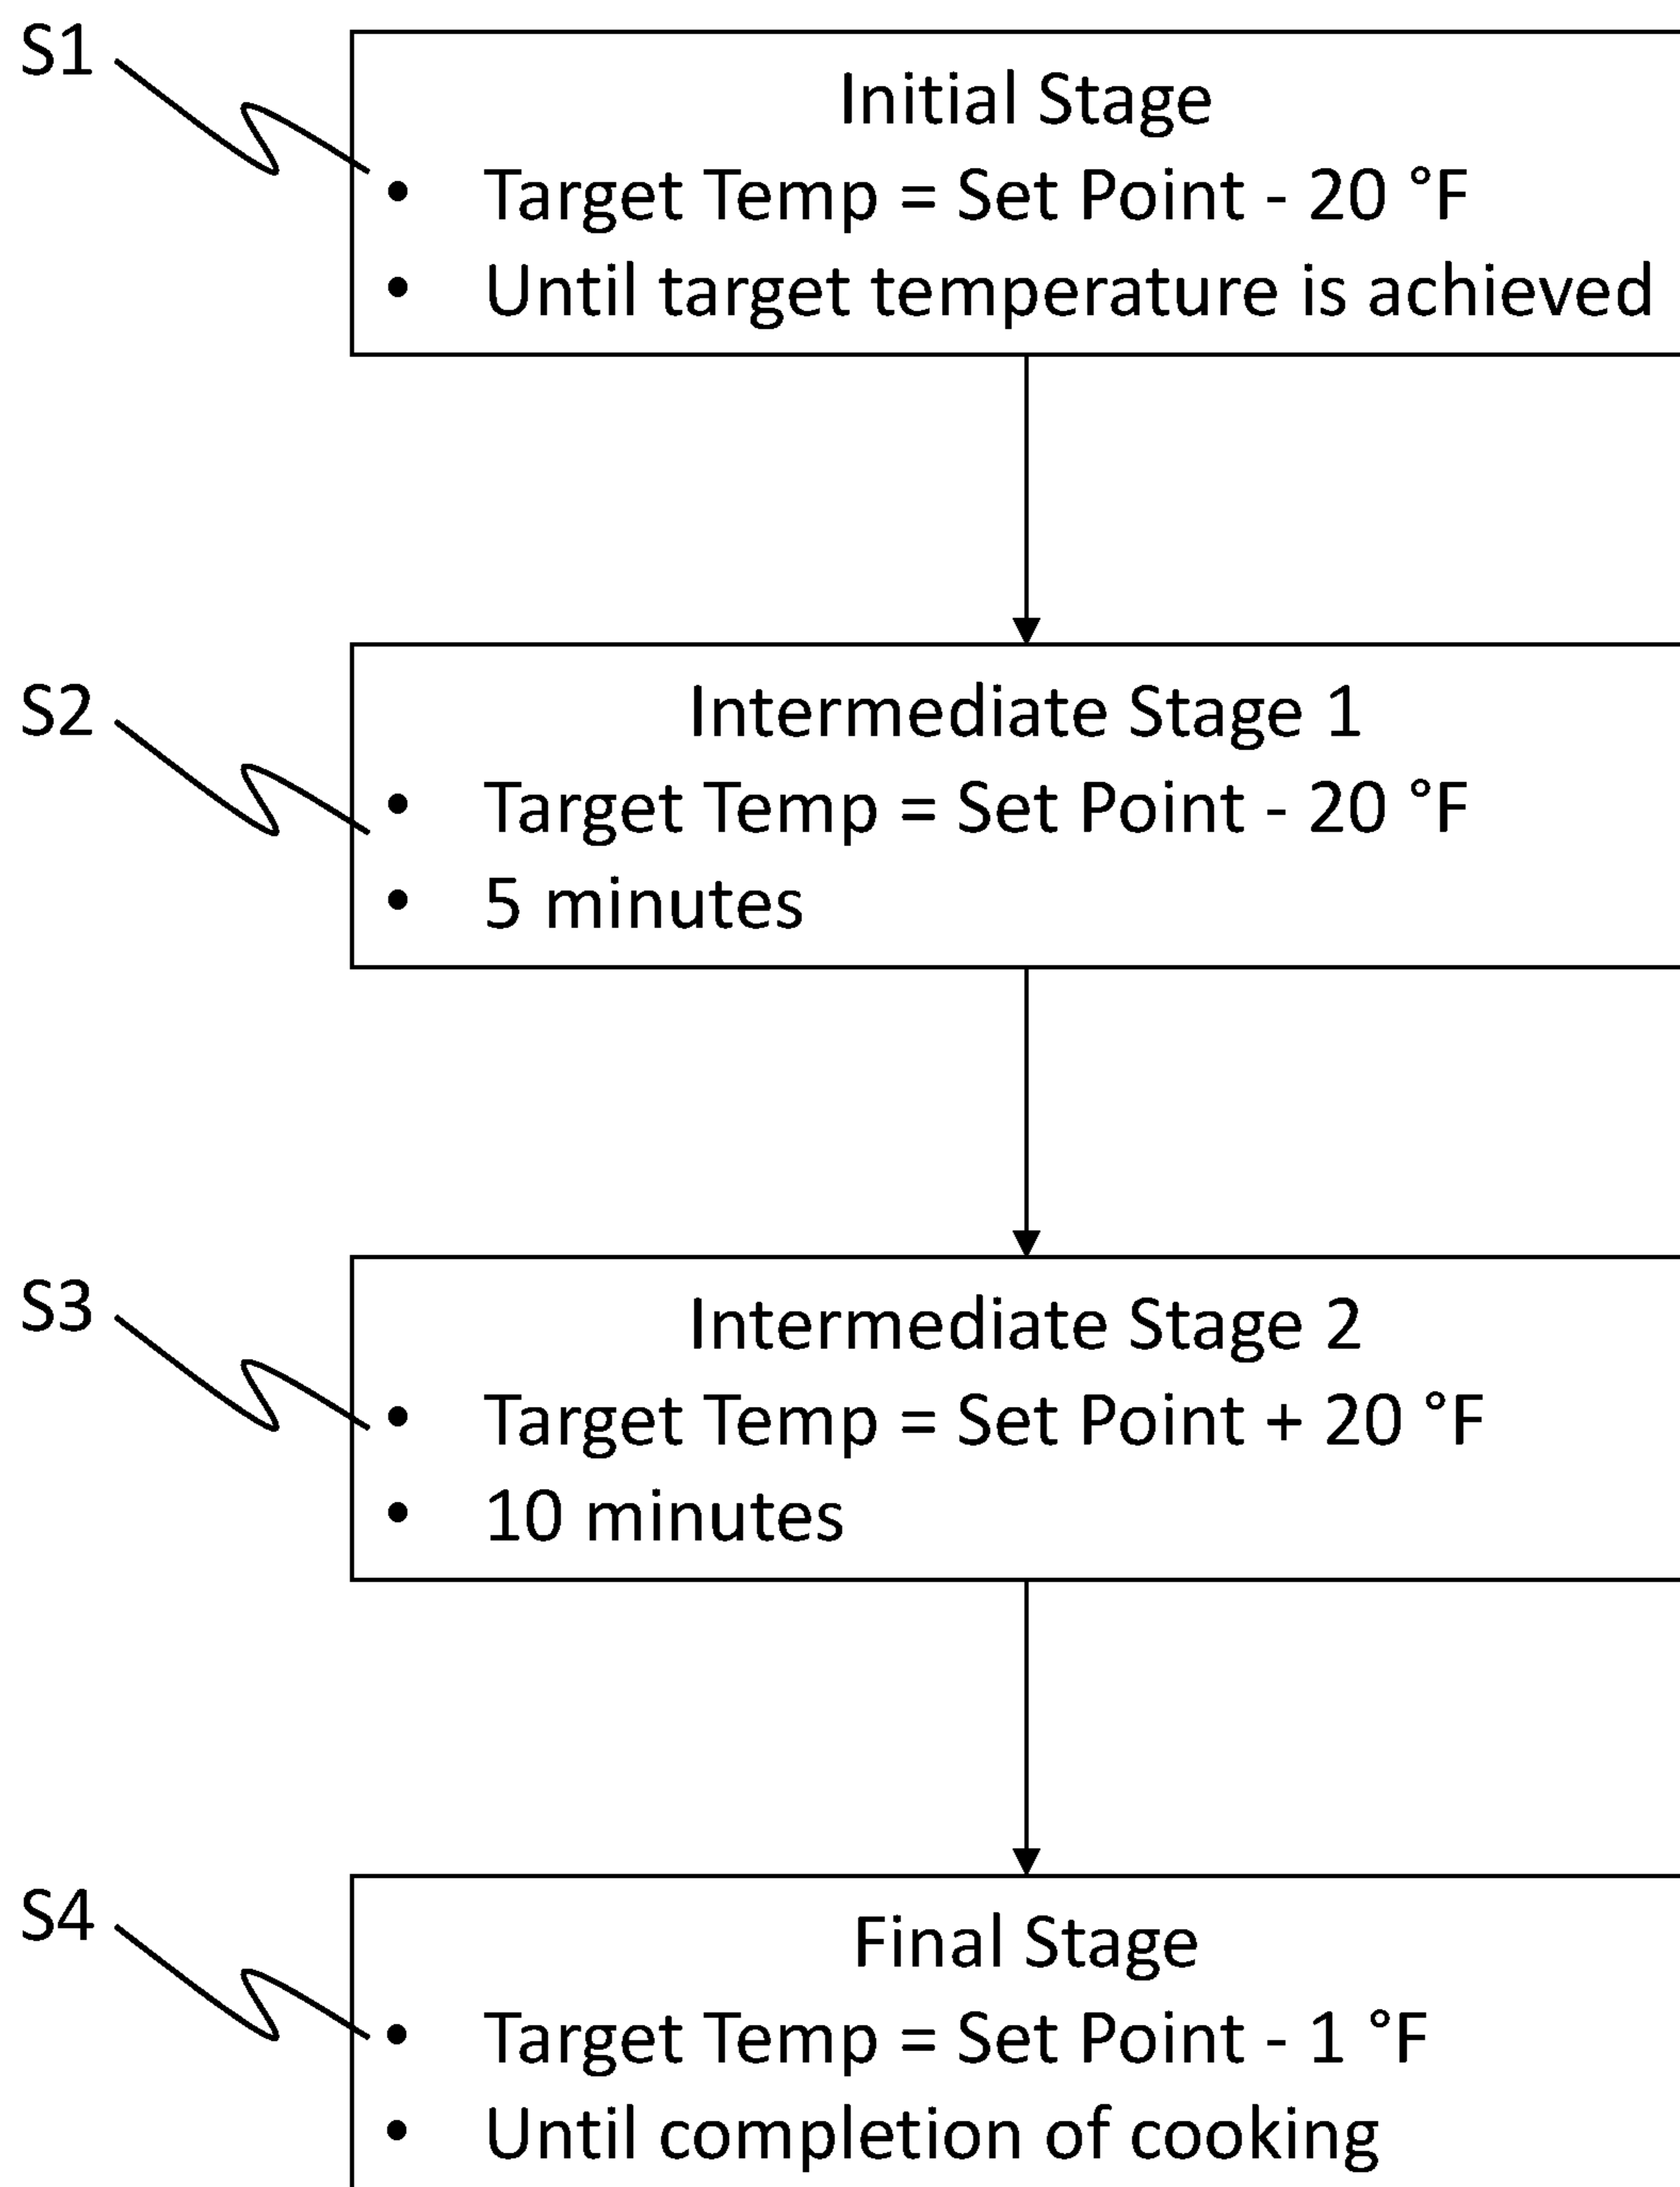 S1
Initial Stage
• Target Temp = Set Point - 20 °F
• Until target temperature is achieved
S2
Intermediate Stage 1
• Target Temp = Set Point - 20 °F
• 5 minutes
S3
Intermediate Stage 2
• Target Temp = Set Point + 20 °F
• 10 minutes
S4
Final Stage
• Target Temp = Set Point - 1 °F
• Until completion of cooking